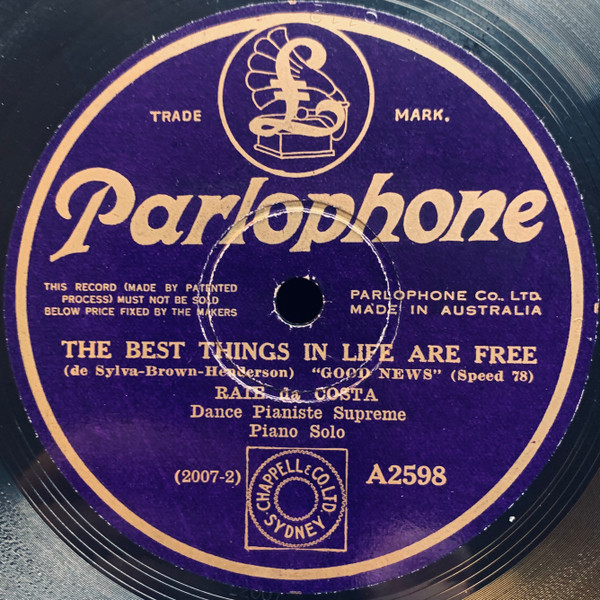 £
TRADE MARK.
Parlophone
THIS RECORD (MADE BY PATENTED
PROCESS) MUST NOT BE SOLD
BELOW PRICE FIXED BY THE MAKERS
PARLOPHONE CO., LTD.
MADE IN AUSTRALIA
THE BEST THINGS IN LIFE ARE FREE
(de Sylva-Brown-Henderson) "GOOD NEWS" (Speed 78)
RAIE da COSTA
Dance Pianiste Supreme
Piano Solo
(2007-2)
CHAPPELL & CO. LTD
SYDNEY
A2598